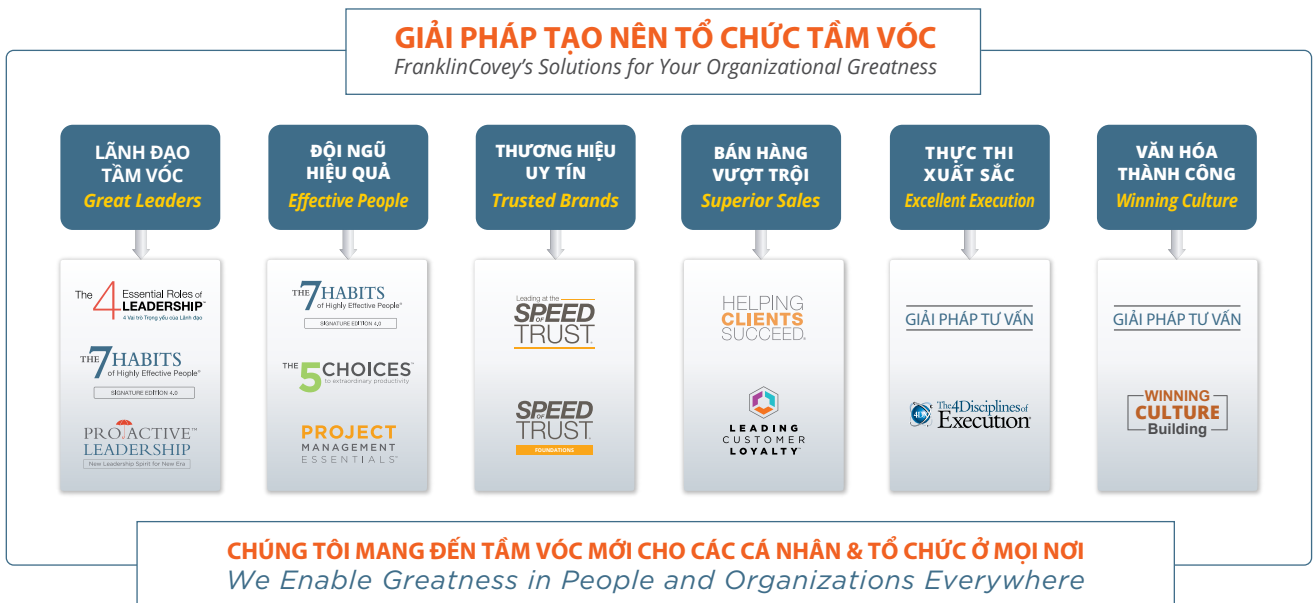 GIẢI PHÁP TẠO NÊN TỔ CHỨC TẦM VÓC
FranklinCovey's Solutions for Your Organizational Greatness
LÃNH ĐẠO
TẦM VÓC
Great Leaders
The 4 Essential Roles of
LEADERSHIP™
4 Vai trò Trọng yếu của Lãnh đạo
THE 7 HABITS
of Highly Effective People®
SIGNATURE EDITION 4.0
PROACTIVE™
LEADERSHIP
New Leadership Spirit for New Era
ĐỘI NGŨ
HIỆU QUẢ
Effective People
THE 7 HABITS
of Highly Effective People®
SIGNATURE EDITION 4.0
THE 5 CHOICES™
to extraordinary productivity
PROJECT
MANAGEMENT
ESSENTIALS™
THƯƠNG HIỆU
UY TÍN
Trusted Brands
Leading at the
SPEED
OF
TRUST.
SPEED
OF
TRUST.
FOUNDATIONS
BÁN HÀNG
VƯỢT TRỘI
Superior Sales
HELPING
CLIENTS
SUCCEED®
LEADING
CUSTOMER
LOYALTY™
THỰC THI
XUẤT SẮC
Excellent Execution
GIẢI PHÁP TƯ VẤN
4DX
The 4 Disciplines of
Execution
VĂN HÓA
THÀNH CÔNG
Winning Culture
GIẢI PHÁP TƯ VẤN
WINNING
CULTURE
Building
CHÚNG TÔI MANG ĐẾN TẦM VÓC MỚI CHO CÁC CÁ NHÂN & TỔ CHỨC Ở MỌI NƠI
We Enable Greatness in People and Organizations Everywhere